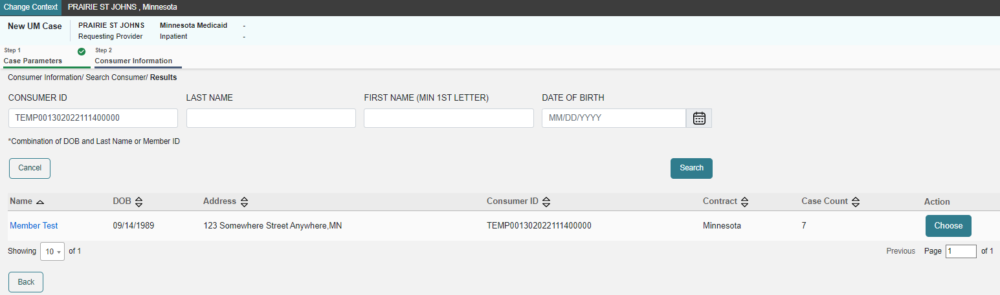 Change Context PRAIRIE ST JOHNS , Minnesota
New UM Case PRAIRIE ST JOHNS Minnesota Medicaid -
Requesting Provider Inpatient -
Step 1 Step 2
Case Parameters Consumer Information
Consumer Information/ Search Consumer/ Results
CONSUMER ID LAST NAME FIRST NAME (MIN 1ST LETTER) DATE OF BIRTH
TEMP001302022111400000 MM/DD/YYYY
*Combination of DOB and Last Name or Member ID
Cancel Search
Name DOB Address Consumer ID Contract Case Count Action
Member Test 09/14/1989 123 Somewhere Street Anywhere,MN TEMP001302022111400000 Minnesota 7 Choose
Showing 10 of 1 Previous Page 1 of 1
Back